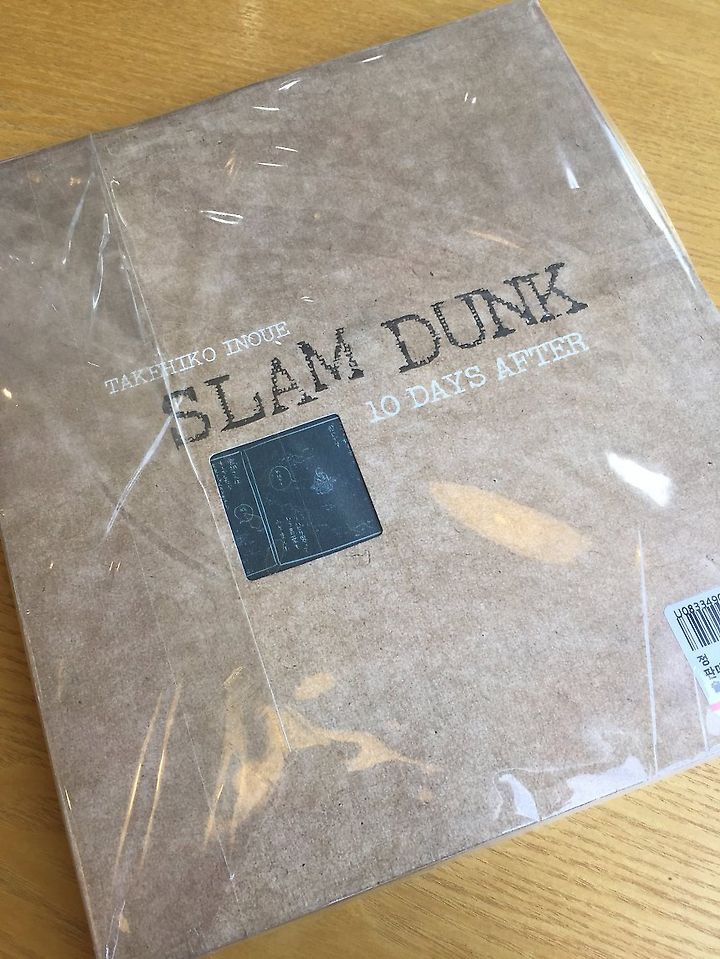 TAKEHIKO INOUE
SLAM DUNK
10 DAYS AFTER